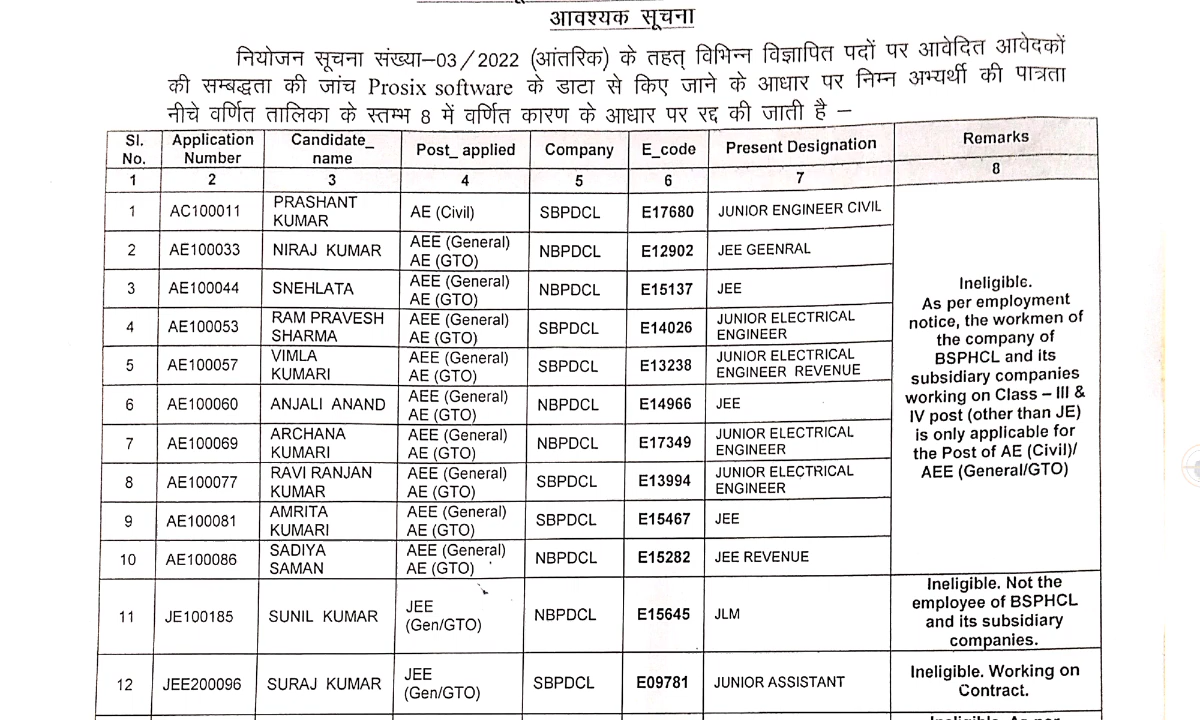 आवश्यक सूचना
नियोजन सूचना संख्या–03/2022 (आंतरिक) के तहत् विभिन्न विज्ञापित पदों पर आवेदित आवेदकों
की सम्बद्धता की जांच Prosix software के डाटा से किए जाने के आधार पर निम्न अभ्यर्थी की पात्रता
नीचे वर्णित तालिका के स्तम्भ 8 में वर्णित कारण के आधार पर रद्द की जाती है –
Sl. No. Application Number Candidate_ name Post_ applied Company E_code Present Designation Remarks
1 2 3 4 5 6 7 8
1 AC100011 PRASHANT KUMAR AE (Civil) SBPDCL E17680 JUNIOR ENGINEER CIVIL
2 AE100033 NIRAJ KUMAR AEE (General) AE (GTO) NBPDCL E12902 JEE GEENRAL
3 AE100044 SNEHLATA AEE (General) AE (GTO) NBPDCL E15137 JEE
4 AE100053 RAM PRAVESH SHARMA AEE (General) AE (GTO) SBPDCL E14026 JUNIOR ELECTRICAL ENGINEER
5 AE100057 VIMLA KUMARI AEE (General) AE (GTO) SBPDCL E13238 JUNIOR ELECTRICAL ENGINEER REVENUE
6 AE100060 ANJALI ANAND AEE (General) AE (GTO) NBPDCL E14966 JEE
7 AE100069 ARCHANA KUMARI AEE (General) AE (GTO) NBPDCL E17349 JUNIOR ELECTRICAL ENGINEER
8 AE100077 RAVI RANJAN KUMAR AEE (General) AE (GTO) SBPDCL E13994 JUNIOR ELECTRICAL ENGINEER
9 AE100081 AMRITA KUMARI AEE (General) AE (GTO) SBPDCL E15467 JEE
10 AE100086 SADIYA SAMAN AEE (General) AE (GTO) NBPDCL E15282 JEE REVENUE
Ineligible.
As per employment
notice, the workmen of
the company of
BSPHCL and its
subsidiary companies
working on Class – III &
IV post (other than JE)
is only applicable for
the Post of AE (Civil)/
AEE (General/GTO)
11 JE100185 SUNIL KUMAR JEE (Gen/GTO) NBPDCL E15645 JLM
Ineligible. Not the
employee of BSPHCL
and its subsidiary
companies.
12 JEE200096 SURAJ KUMAR JEE (Gen/GTO) SBPDCL E09781 JUNIOR ASSISTANT
Ineligible. Working on
Contract.